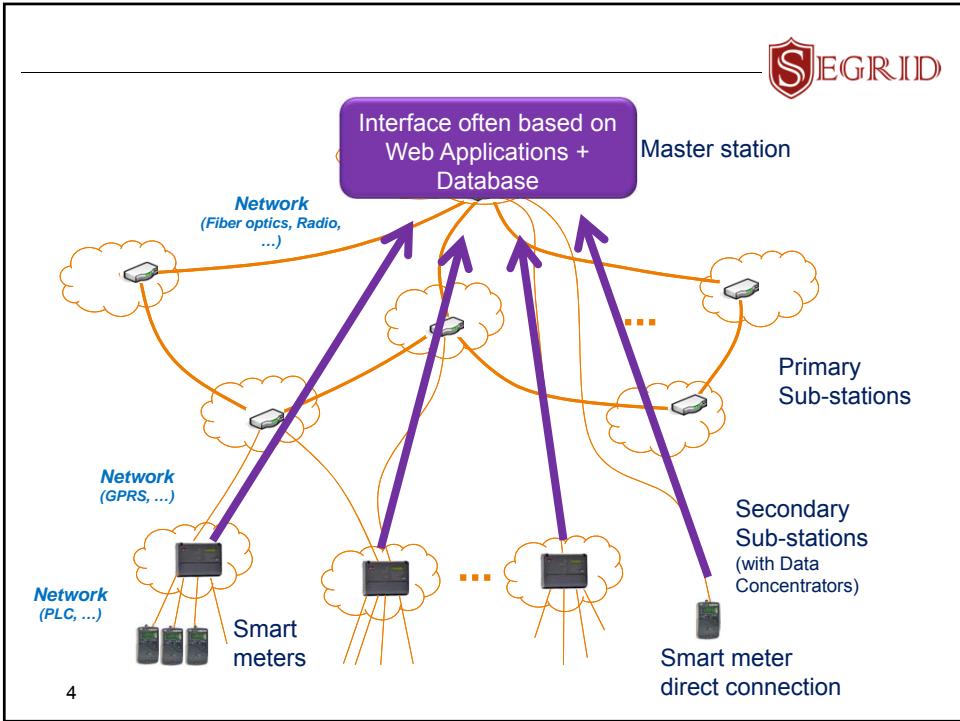 SEGRID
Interface often based on
Web Applications +
Database
Master station
Network
(Fiber optics, Radio,
…)
...
Primary
Sub-stations
Network
(GPRS, …)
Secondary
Sub-stations
(with Data
Concentrators)
...
Network
(PLC, …)
Smart
meters
Smart meter
direct connection
4